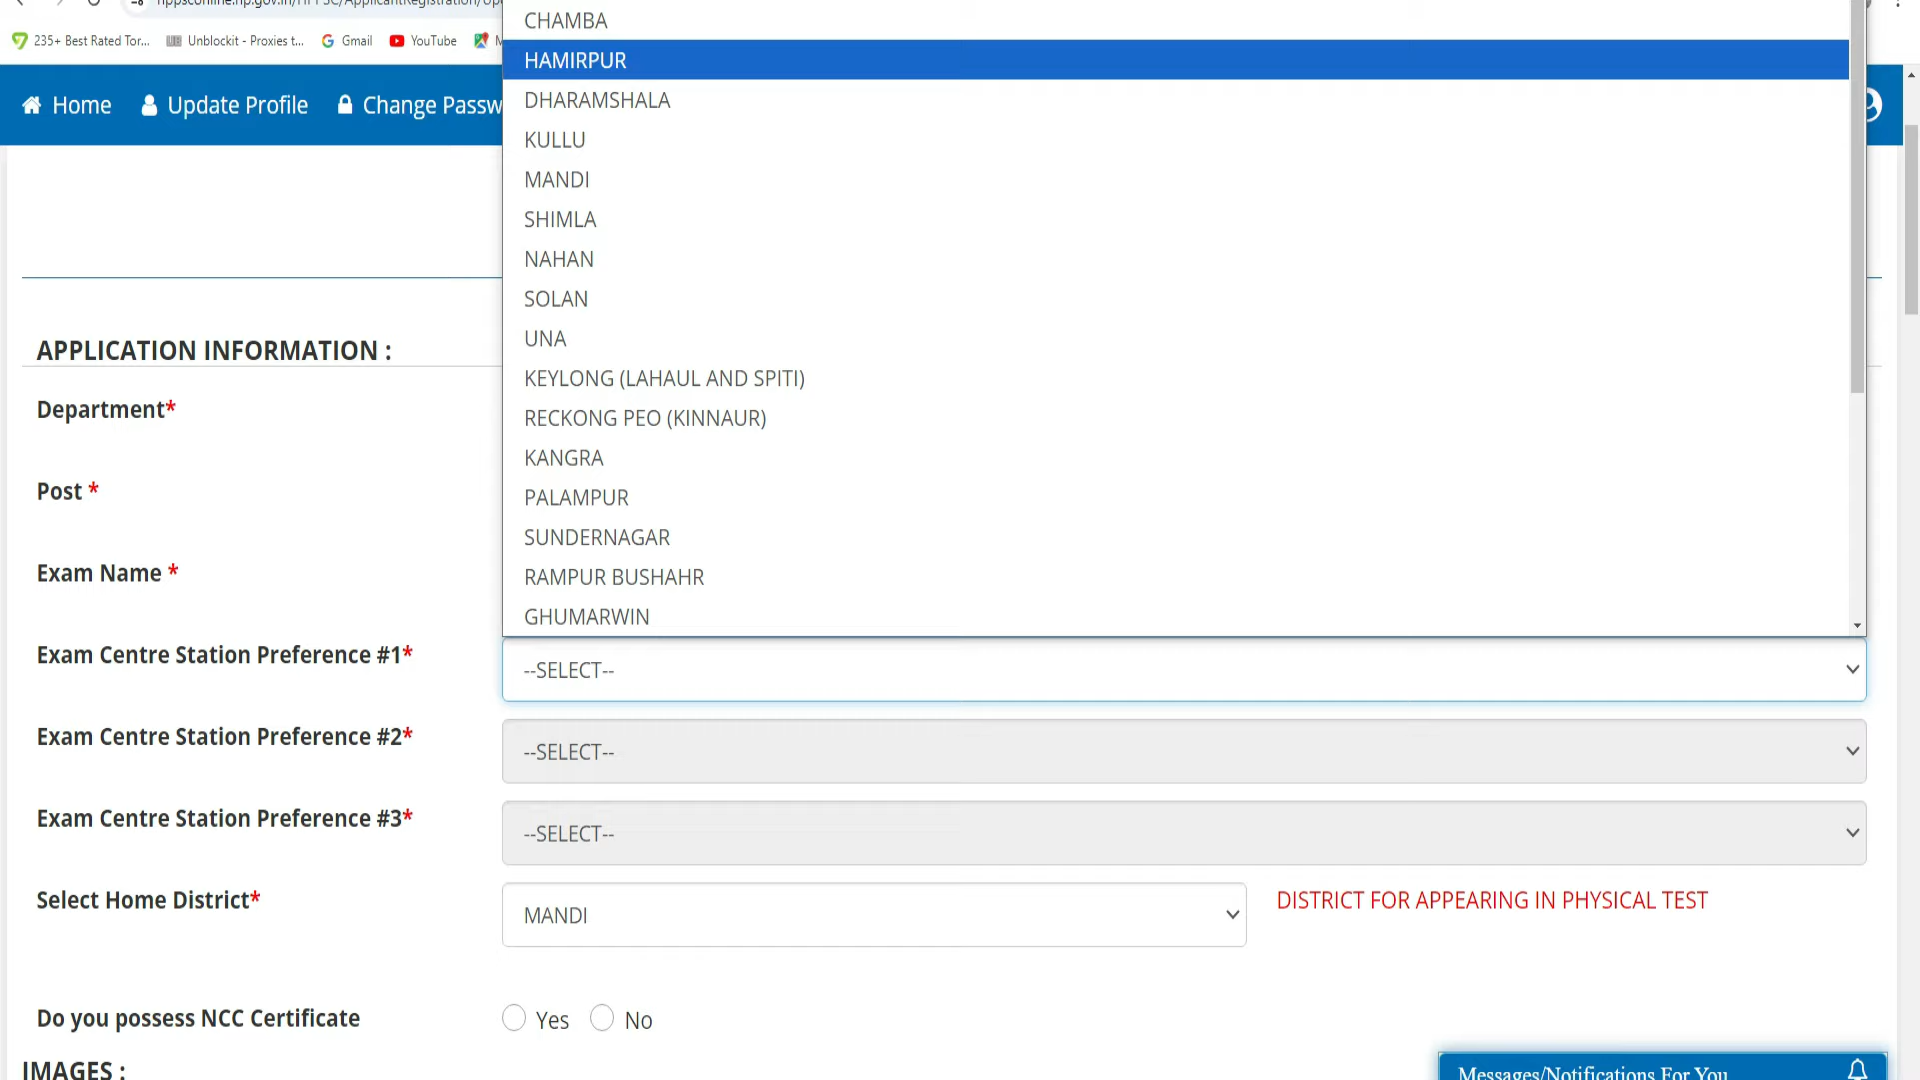 CHAMBA
235+ Best Rated Tor...
Unblockit - Proxies t...
Gmail
YouTube
HAMIRPUR
Home
Update Profile
Change Passw
DHARAMSHALA
KULLU
MANDI
SHIMLA
NAHAN
SOLAN
UNA
APPLICATION INFORMATION :
KEYLONG (LAHAUL AND SPITI)
Department*
RECKONG PEO (KINNAUR)
KANGRA
Post *
PALAMPUR
SUNDERNAGAR
Exam Name *
RAMPUR BUSHAHR
GHUMARWIN
Exam Centre Station Preference #1*
--SELECT--
Exam Centre Station Preference #2*
--SELECT--
Exam Centre Station Preference #3*
--SELECT--
Select Home District*
MANDI
DISTRICT FOR APPEARING IN PHYSICAL TEST
Do you possess NCC Certificate
Yes
No
IMAGES :
Messages/Notifications For You